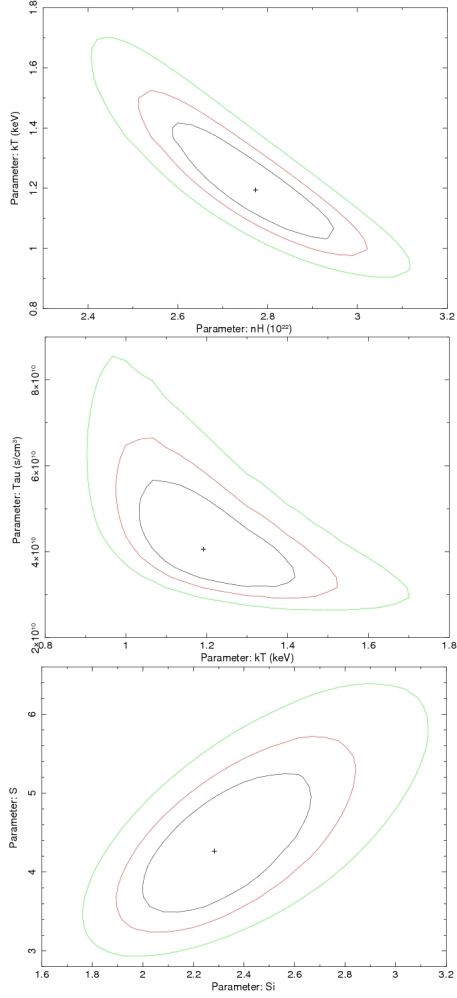 1.8
1.6
1.4
1.2
1
0.8
Parameter: kT (keV)
2.4 2.6 2.8 3 3.2
Parameter: nH (10²²)
8×10¹⁰
6×10¹⁰
4×10¹⁰
2×10¹⁰
Parameter: Tau (s/cm³)
0.8 1 1.2 1.4 1.6 1.8
Parameter: kT (keV)
6
5
4
3
Parameter: S
1.6 2 2.2 2.4 2.6 2.8 3 3.2
Parameter: Si